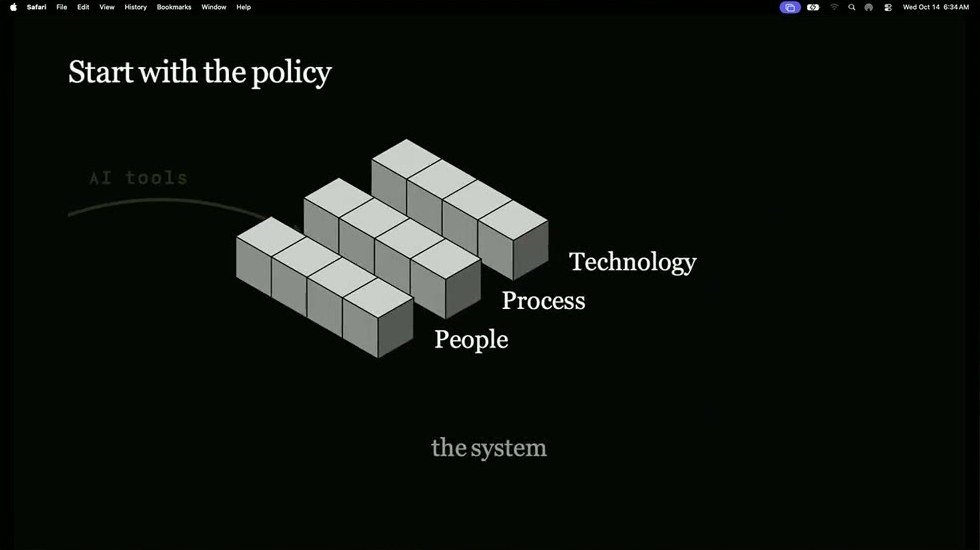 Safari File Edit View History Bookmarks Window Help Wed Oct 14 6:34 AM
Start with the policy
AI tools
Technology
Process
People
the system